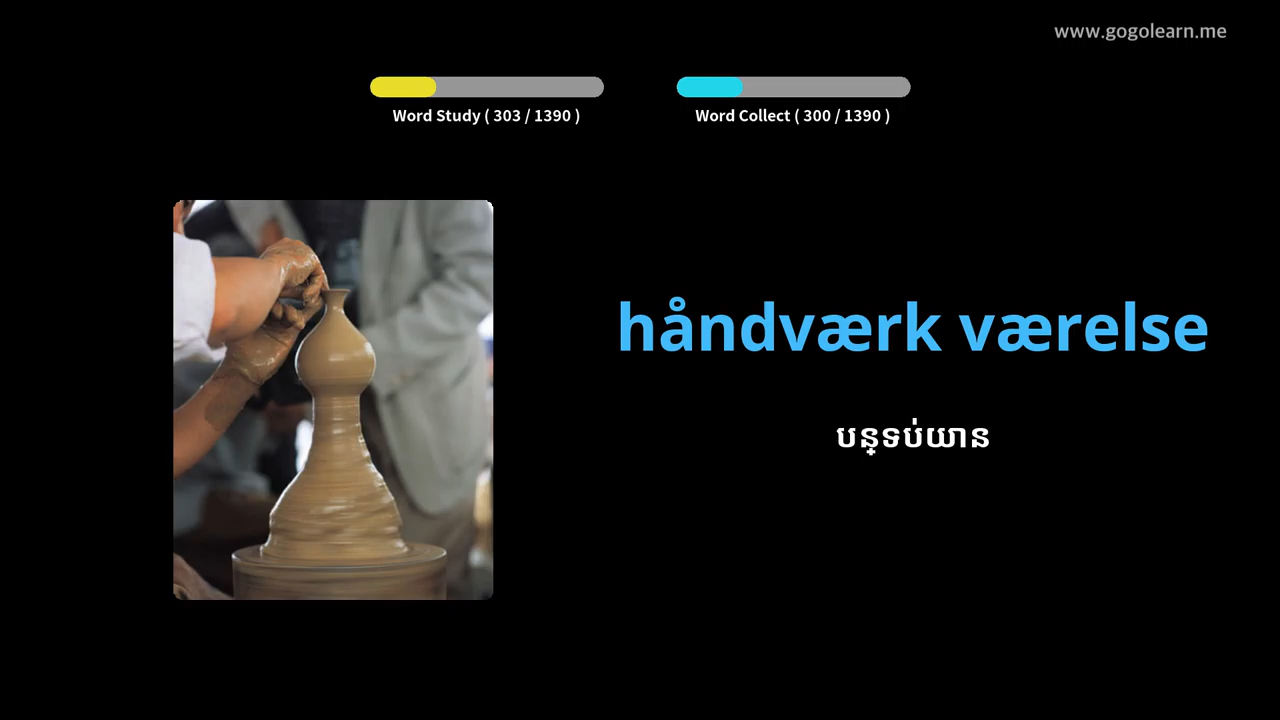 www.gogolearn.me
Word Study ( 303 / 1390 )
Word Collect ( 300 / 1390 )
håndværk værelse
បន្ទប់យាន